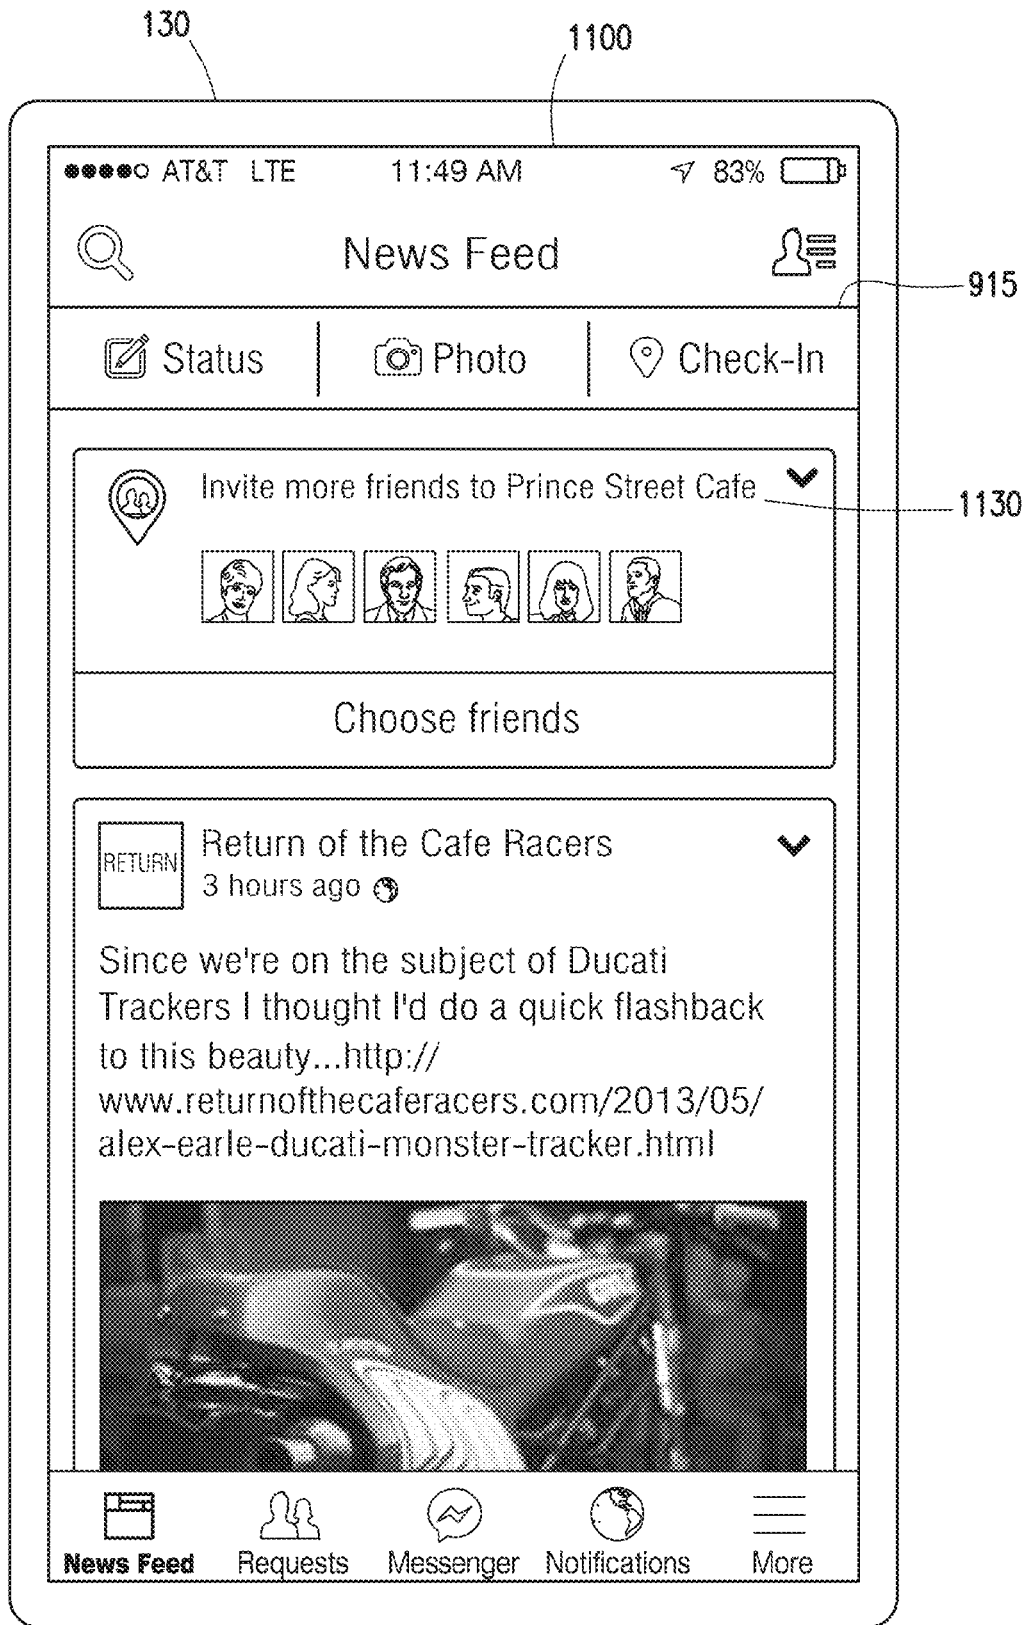 130
1100
AT&T LTE 11:49 AM 83%
News Feed
915
Status Photo Check-In
Invite more friends to Prince Street Cafe
1130
Choose friends
RETURN
Return of the Cafe Racers
3 hours ago
Since we're on the subject of Ducati
Trackers I thought I'd do a quick flashback
to this beauty...http://
www.returnofthecaferacers.com/2013/05/
alex-earle-ducati-monster-tracker.html
News Feed Requests Messenger Notifications More